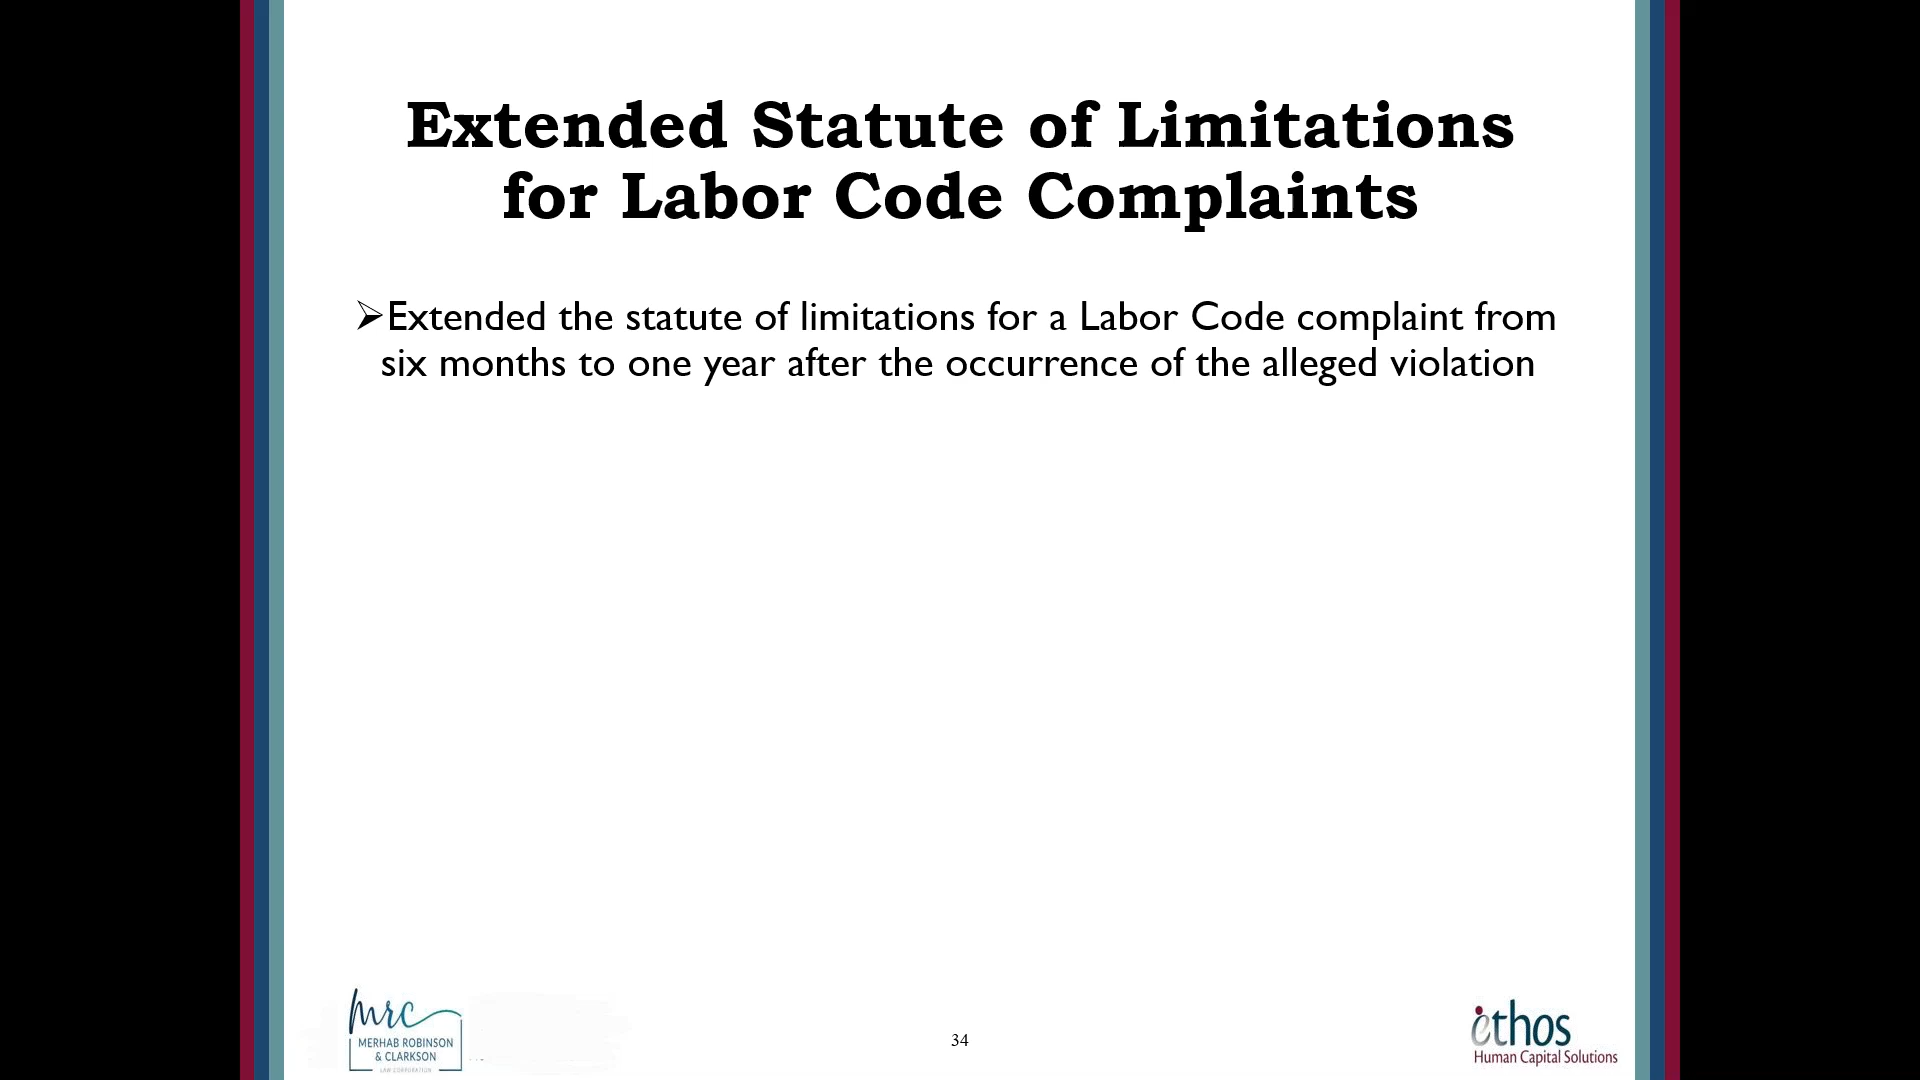 Extended Statute of Limitations
for Labor Code Complaints
➢Extended the statute of limitations for a Labor Code complaint from
six months to one year after the occurrence of the alleged violation
mrc
MERHAB ROBINSON
& CLARKSON
LAW CORPORATION
34
ethos
Human Capital Solutions